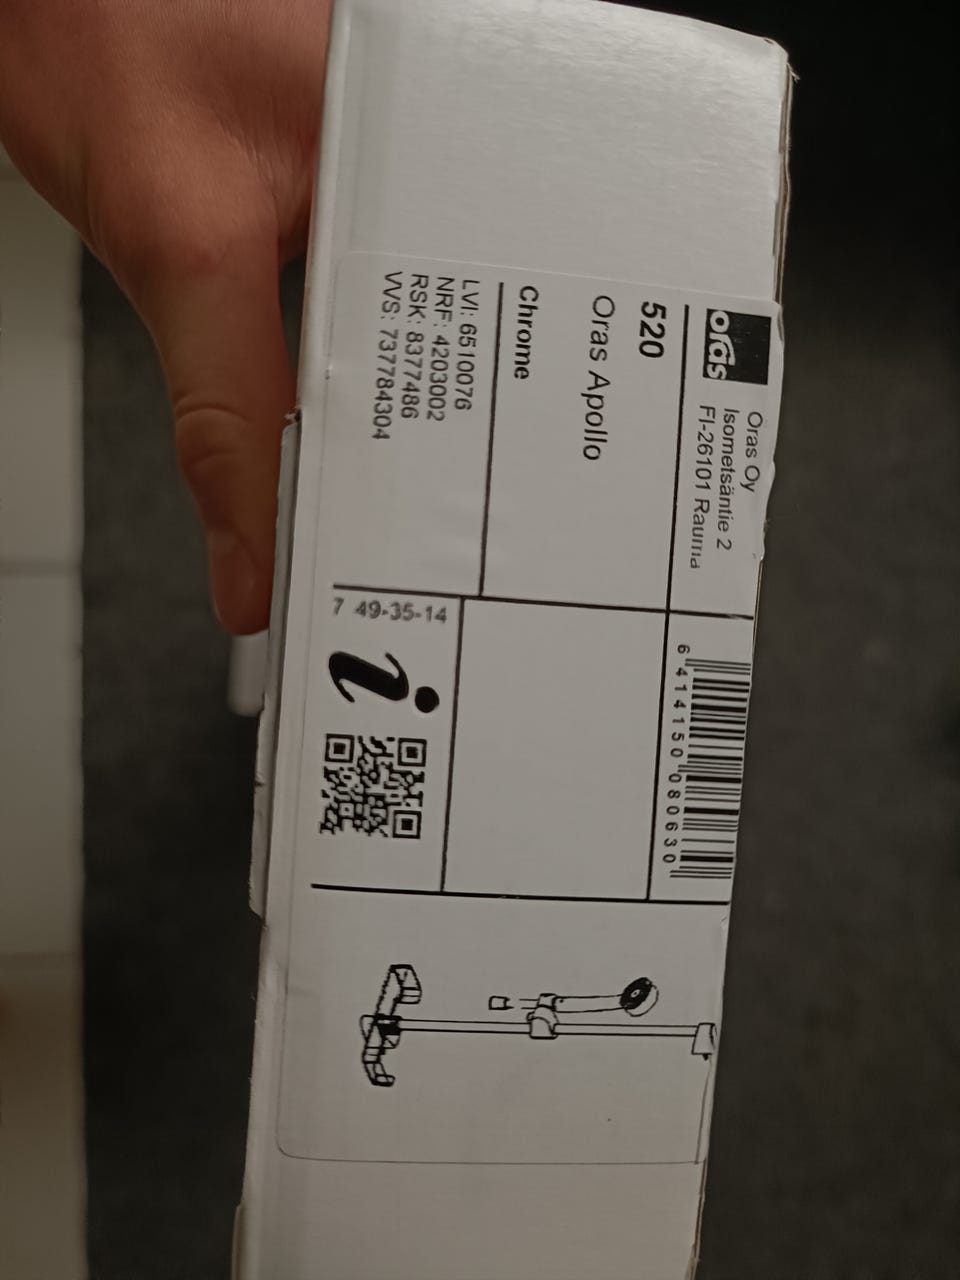 oras
Oras Oy
Isometsäntie 2
FI-26101 Rauma
6 414150 080630
520
Oras Apollo
Chrome
LVI: 6510076
NRF: 4203002
RSK: 8377486
VVS: 737784304
7 49-35-14
i